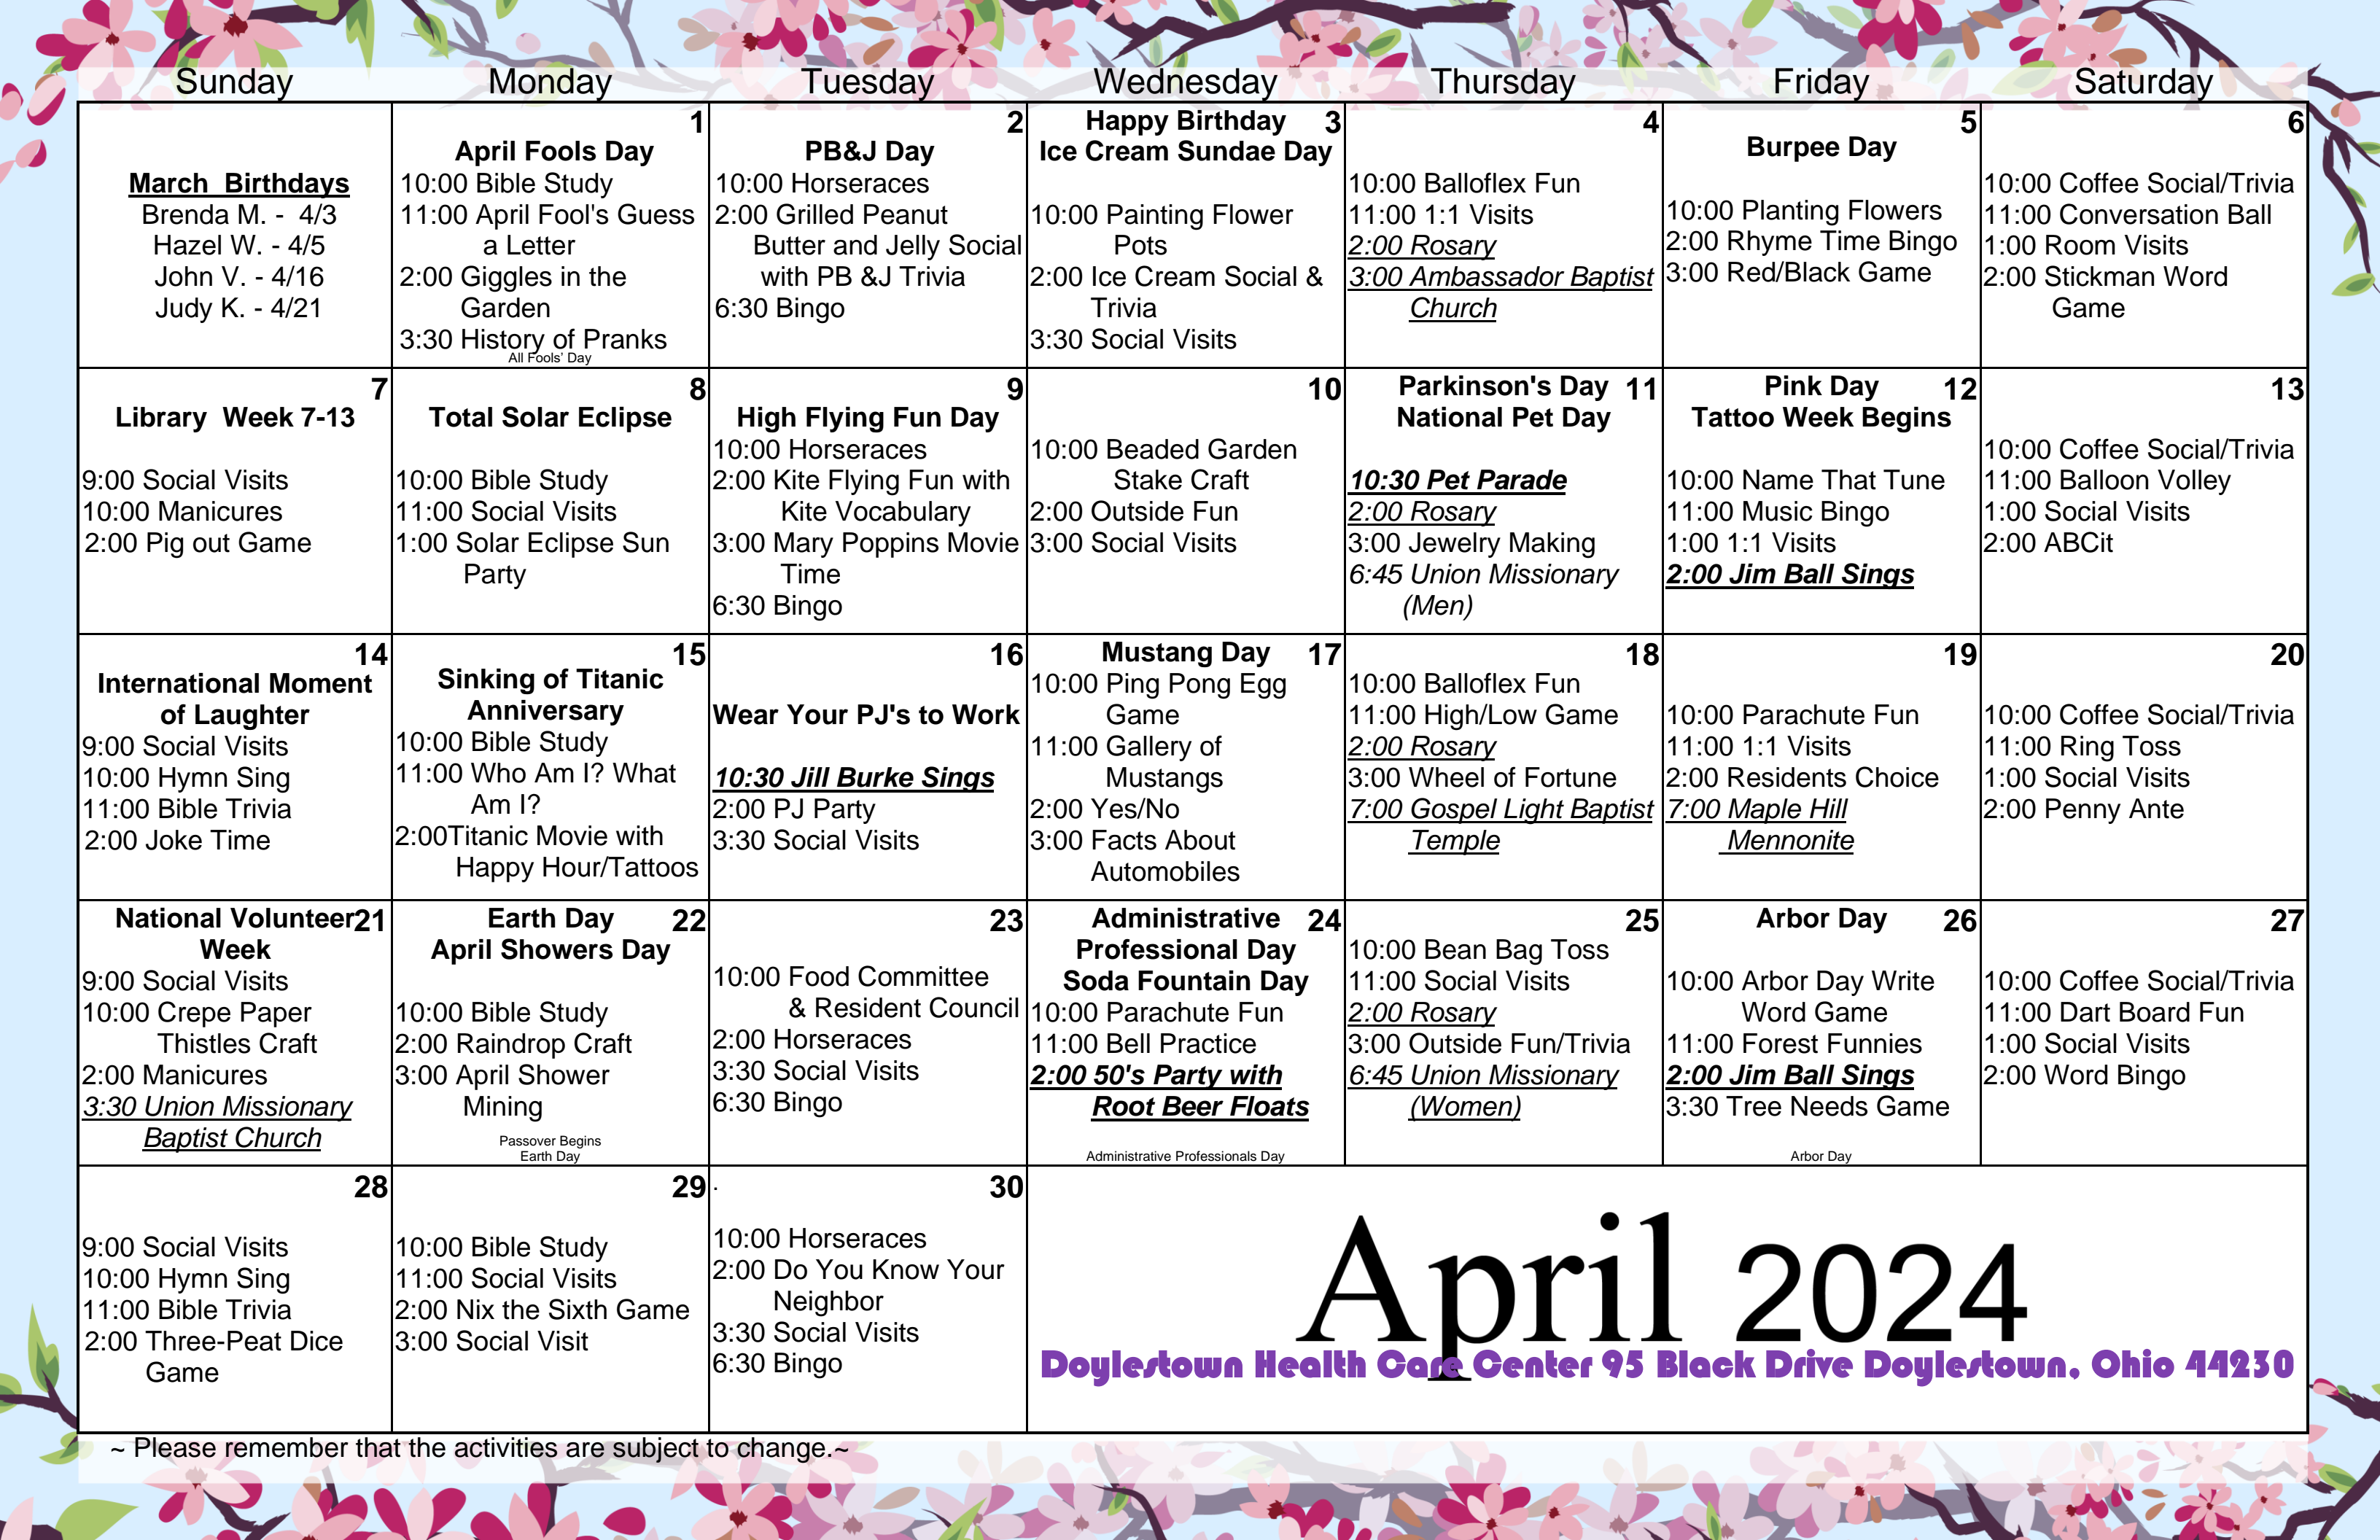 Sunday Monday Tuesday Wednesday Thursday Friday Saturday
March  Birthdays
Brenda M. -  4/3
Hazel W. - 4/5
John V. - 4/16
Judy K. - 4/21
1
April Fools Day
10:00 Bible Study
11:00 April Fool's Guess
a Letter
2:00 Giggles in the
Garden
3:30 History of Pranks
All Fools' Day
2
PB&J Day
10:00 Horseraces
2:00 Grilled Peanut
Butter and Jelly Social
with PB &J Trivia
6:30 Bingo
Happy Birthday 3
Ice Cream Sundae Day
10:00 Painting Flower
Pots
2:00 Ice Cream Social &
Trivia
3:30 Social Visits
4
10:00 Balloflex Fun
11:00 1:1 Visits
2:00 Rosary
3:00 Ambassador Baptist
Church
5
Burpee Day
10:00 Planting Flowers
2:00 Rhyme Time Bingo
3:00 Red/Black Game
6
10:00 Coffee Social/Trivia
11:00 Conversation Ball
1:00 Room Visits
2:00 Stickman Word
Game
7
Library  Week 7-13
9:00 Social Visits
10:00 Manicures
2:00 Pig out Game
8
Total Solar Eclipse
10:00 Bible Study
11:00 Social Visits
1:00 Solar Eclipse Sun
Party
9
High Flying Fun Day
10:00 Horseraces
2:00 Kite Flying Fun with
Kite Vocabulary
3:00 Mary Poppins Movie
Time
6:30 Bingo
10
10:00 Beaded Garden
Stake Craft
2:00 Outside Fun
3:00 Social Visits
Parkinson's Day 11
National Pet Day
10:30 Pet Parade
2:00 Rosary
3:00 Jewelry Making
6:45 Union Missionary
(Men)
Pink Day 12
Tattoo Week Begins
10:00 Name That Tune
11:00 Music Bingo
1:00 1:1 Visits
2:00 Jim Ball Sings
13
10:00 Coffee Social/Trivia
11:00 Balloon Volley
1:00 Social Visits
2:00 ABCit
14
International Moment
of Laughter
9:00 Social Visits
10:00 Hymn Sing
11:00 Bible Trivia
2:00 Joke Time
15
Sinking of Titanic
Anniversary
10:00 Bible Study
11:00 Who Am I? What
Am I?
2:00Titanic Movie with
Happy Hour/Tattoos
16
Wear Your PJ's to Work
10:30 Jill Burke Sings
2:00 PJ Party
3:30 Social Visits
Mustang Day 17
10:00 Ping Pong Egg
Game
11:00 Gallery of
Mustangs
2:00 Yes/No
3:00 Facts About
Automobiles
18
10:00 Balloflex Fun
11:00 High/Low Game
2:00 Rosary
3:00 Wheel of Fortune
7:00 Gospel Light Baptist
Temple
19
10:00 Parachute Fun
11:00 1:1 Visits
2:00 Residents Choice
7:00 Maple Hill
Mennonite
20
10:00 Coffee Social/Trivia
11:00 Ring Toss
1:00 Social Visits
2:00 Penny Ante
National Volunteer21
Week
9:00 Social Visits
10:00 Crepe Paper
Thistles Craft
2:00 Manicures
3:30 Union Missionary
Baptist Church
Earth Day 22
April Showers Day
10:00 Bible Study
2:00 Raindrop Craft
3:00 April Shower
Mining
Passover Begins
Earth Day
23
10:00 Food Committee
& Resident Council
2:00 Horseraces
3:30 Social Visits
6:30 Bingo
Administrative 24
Professional Day
Soda Fountain Day
10:00 Parachute Fun
11:00 Bell Practice
2:00 50's Party with
Root Beer Floats
Administrative Professionals Day
25
10:00 Bean Bag Toss
11:00 Social Visits
2:00 Rosary
3:00 Outside Fun/Trivia
6:45 Union Missionary
(Women)
Arbor Day 26
10:00 Arbor Day Write
Word Game
11:00 Forest Funnies
2:00 Jim Ball Sings
3:30 Tree Needs Game
Arbor Day
27
10:00 Coffee Social/Trivia
11:00 Dart Board Fun
1:00 Social Visits
2:00 Word Bingo
28
9:00 Social Visits
10:00 Hymn Sing
11:00 Bible Trivia
2:00 Three-Peat Dice
Game
29
10:00 Bible Study
11:00 Social Visits
2:00 Nix the Sixth Game
3:00 Social Visit
. 30
10:00 Horseraces
2:00 Do You Know Your
Neighbor
3:30 Social Visits
6:30 Bingo
April 2024
Doylestown Health Care Center 95 Black Drive Doylestown, Ohio 44230
~ Please remember that the activities are subject to change.~